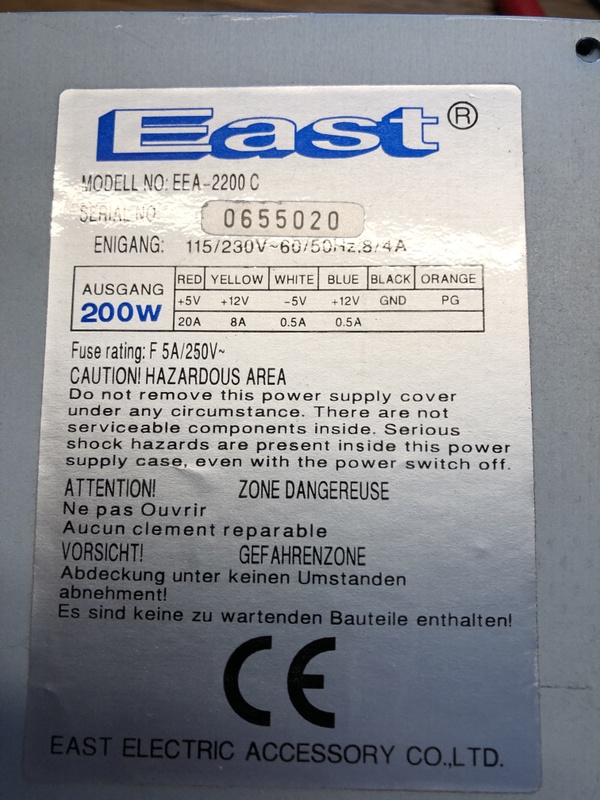 East®
MODELL NO: EEA-2200 C
SERIAL NO 0655020
ENIGANG: 115/230V~60/50Hz.8/4A
AUSGANG 200W
RED YELLOW WHITE BLUE BLACK ORANGE
+5V +12V -5V +12V GND PG
20A 8A 0.5A 0.5A
Fuse rating: F 5A/250V~
CAUTION! HAZARDOUS AREA
Do not remove this power supply cover
under any circumstance. There are not
serviceable components inside. Serious
shock hazards are present inside this power
supply case, even with the power switch off.
ATTENTION! ZONE DANGEREUSE
Ne pas Ouvrir
Aucun clement reparable
VORSICHT! GEFAHRENZONE
Abdeckung unter keinen Umstanden
abnehment!
Es sind keine zu wartenden Bauteile enthalten!
CE
EAST ELECTRIC ACCESSORY CO.,LTD.